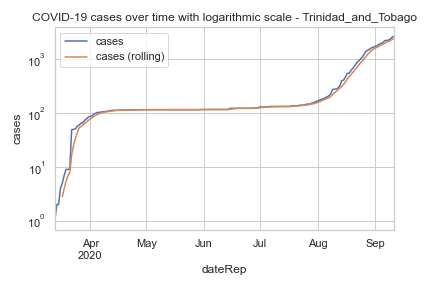 COVID-19 cases over time with logarithmic scale - Trinidad_and_Tobago
cases
cases (rolling)
10³
10²
10¹
10⁰
cases
Apr
2020
May
Jun
Jul
Aug
Sep
dateRep